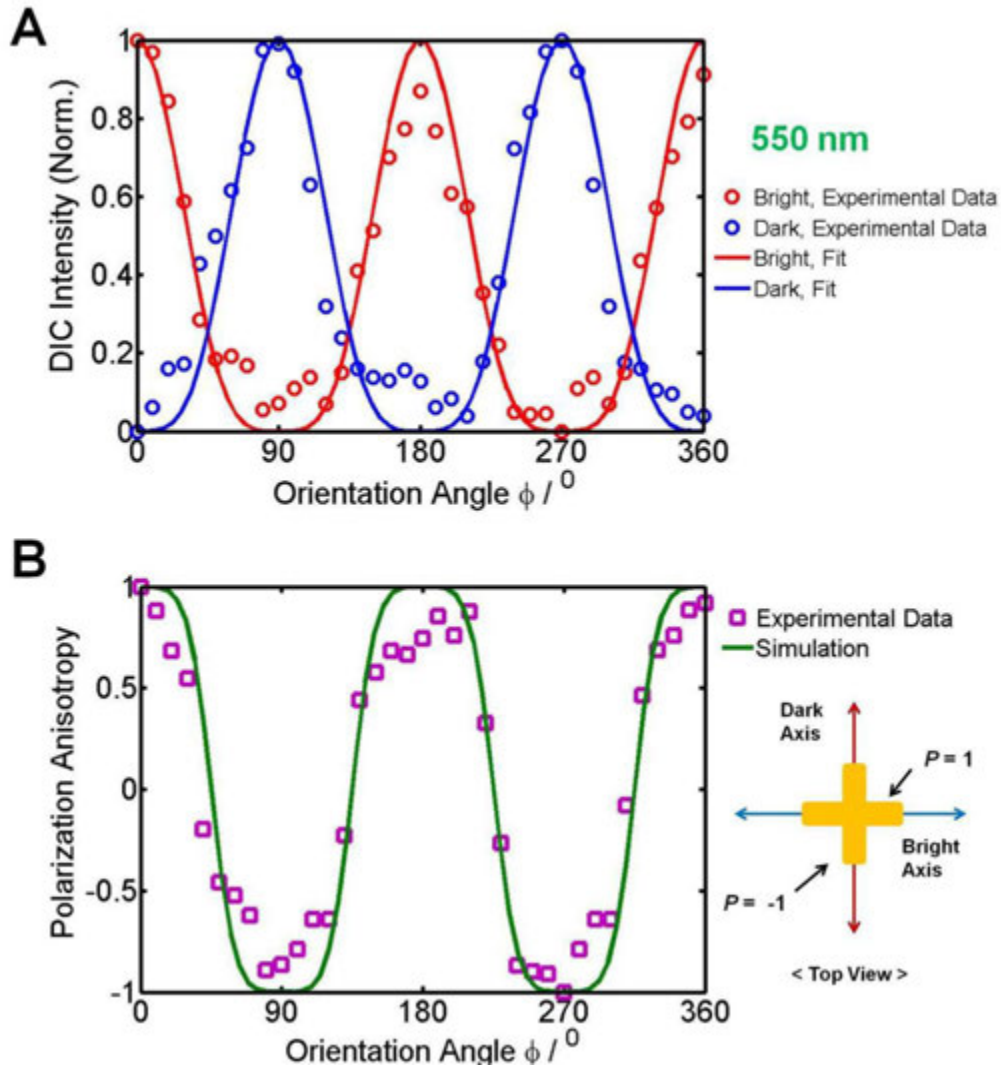 A
DIC Intensity (Norm.)
1
0.8
0.6
0.4
0.2
0
0 90 180 270 360
Orientation Angle ϕ / 0
550 nm
Bright, Experimental Data
Dark, Experimental Data
Bright, Fit
Dark, Fit
B
Polarization Anisotropy
1
0.5
0
-0.5
-1
0 90 180 270 360
Orientation Angle ϕ / 0
Experimental Data
Simulation
Dark
Axis
P = 1
Bright
Axis
P = -1
< Top View >